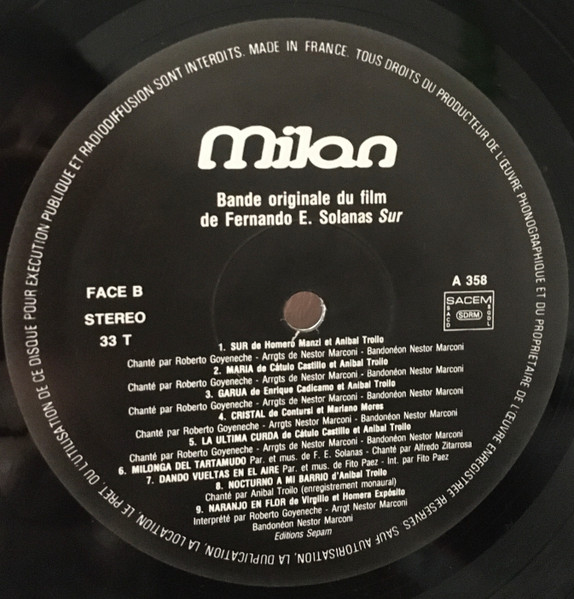 MADE IN FRANCE. TOUS DROITS DU PRODUCTEUR DE L'ŒUVRE PHONOGRAPHIQUE ET DU PROPRIETAIRE DE L'ŒUVRE ENREGISTREE RESERVES. SAUF AUTORISATION, LA DUPLICATION, LA LOCATION, LE PRET, OU L'UTILISATION DE CE DISQUE POUR EXECUTION PUBLIQUE ET RADIODIFFUSION SONT INTERDITS.
Milan
Bande originale du film
de Fernando E. Solanas Sur
FACE B
STEREO
33 T
A 358
SACEM
SACD
SDRM
SGDL
1. SUR de Homero Manzi et Anibal Troilo
Chanté par Roberto Goyeneche - Arrgts de Nestor Marconi - Bandonéon Nestor Marconi
2. MARIA de Cátulo Castillo et Anibal Troilo
Chanté par Roberto Goyeneche - Arrgts de Nestor Marconi - Bandonéon Nestor Marconi
3. GARUA de Enrique Cadicamo et Anibal Troilo
Chanté par Roberto Goyeneche - Arrgts de Nestor Marconi - Bandonéon Nestor Marconi
4. CRISTAL de Contursi et Mariano Mores
Chanté par Roberto Goyeneche - Arrgts Nestor Marconi - Bandonéon Nestor Marconi
5. LA ULTIMA CURDA de Cátulo Castillo et Anibal Troilo
Chanté par Roberto Goyeneche - Arrgts de Nestor Marconi - Bandonéon Nestor Marconi
6. MILONGA DEL TARTAMUDO Par. et mus. de F. E. Solanas - Chanté par Alfredo Zitarrosa
7. DANDO VUELTAS EN EL AIRE Par. et mus. de Fito Paez - Int. par Fito Paez
8. NOCTURNO A MI BARRIO d'Anibal Troilo
Chanté par Anibal Troilo (enregistrement monaural)
9. NARANJO EN FLOR de Virgilio et Homera Expósito
Interprété par Roberto Goyeneche - Arrgt Nestor Marconi
Bandonéon Nestor Marconi
Editions Sepam